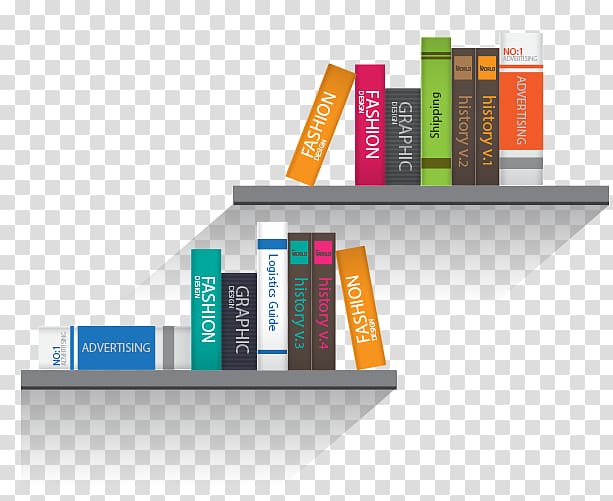 FASHION
DESIGN
FASHION
DESIGN
GRAPHIC
DESIGN
Shipping
WORLD
history v.2
WORLD
history v.1
NO:1
ADVERTISING
ADVERTISING
NO:1
ADVERTISING
ADVERTISING
FASHION
DESIGN
GRAPHIC
DESIGN
Logistics Guide
WORLD
history v.3
WORLD
history v.4
FASHION
DESIGN